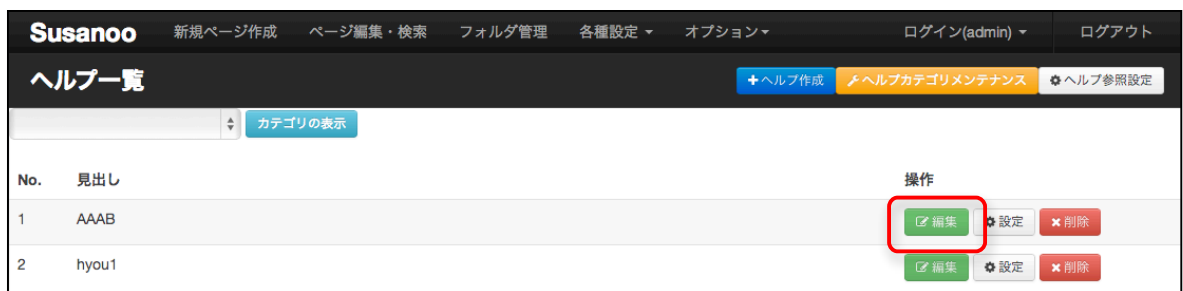 Susanoo 新規ページ作成 ページ編集・検索 フォルダ管理 各種設定 オプション ログイン(admin) ログアウト
ヘルプ一覧 ヘルプ作成 ヘルプカテゴリメンテナンス ヘルプ参照設定
カテゴリの表示
No. 見出し 操作
1 AAAB 編集 設定 削除
2 hyou1 編集 設定 削除